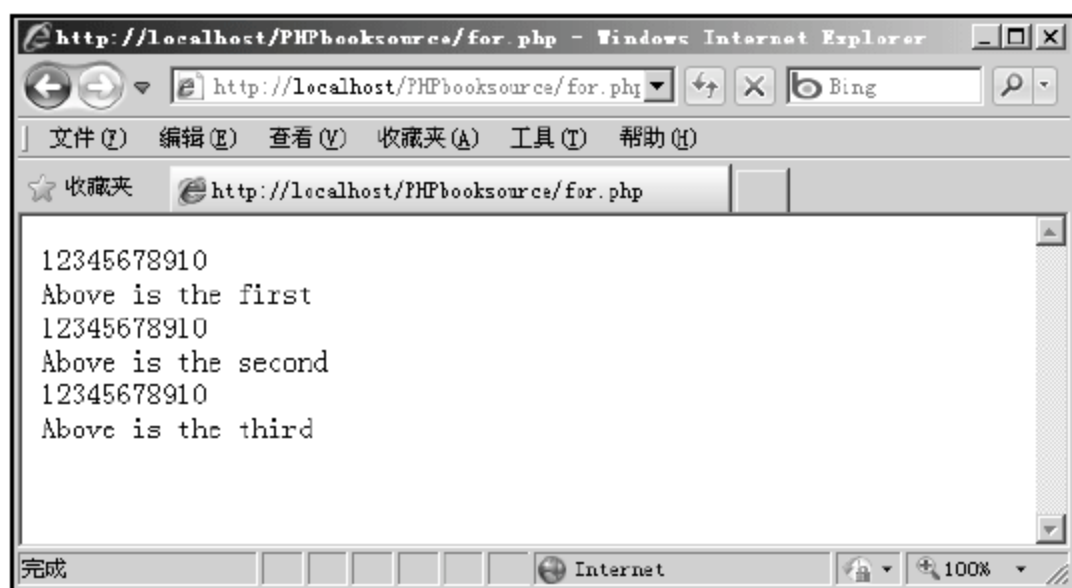 http://localhost/PHPbooksource/for.php - Windows Internet Explorer
http://localhost/PHPbooksource/for.php Bing
文件(F) 编辑(E) 查看(V) 收藏夹(A) 工具(T) 帮助(H)
收藏夹 http://localhost/PHPbooksource/for.php
12345678910
Above is the first
12345678910
Above is the second
12345678910
Above is the third
完成 Internet 100%